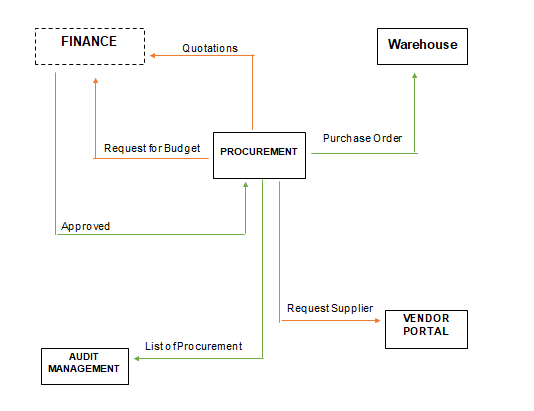 FINANCE
Quotations
Warehouse
Purchase Order
Request for Budget
PROCUREMENT
Approved
Request Supplier
VENDOR
PORTAL
List of Procurement
AUDIT
MANAGEMENT